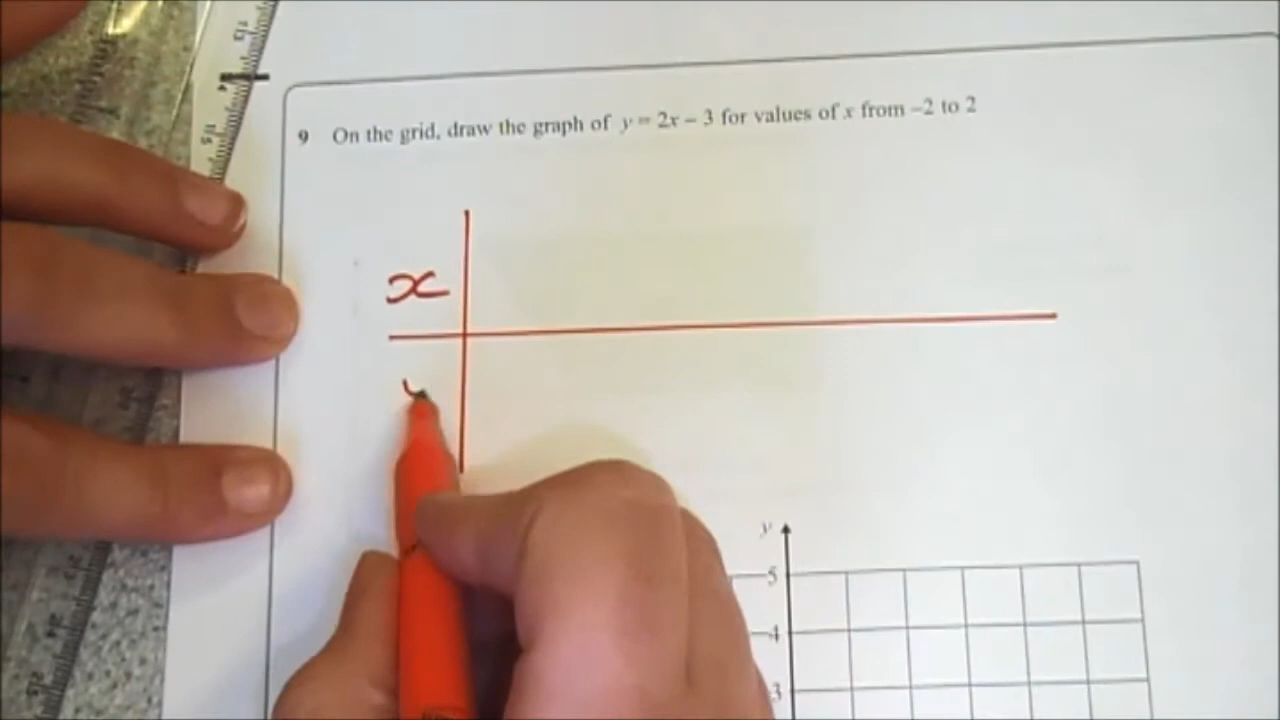 9 On the grid, draw the graph of y = 2x – 3 for values of x from –2 to 2
x
y
5
4
3